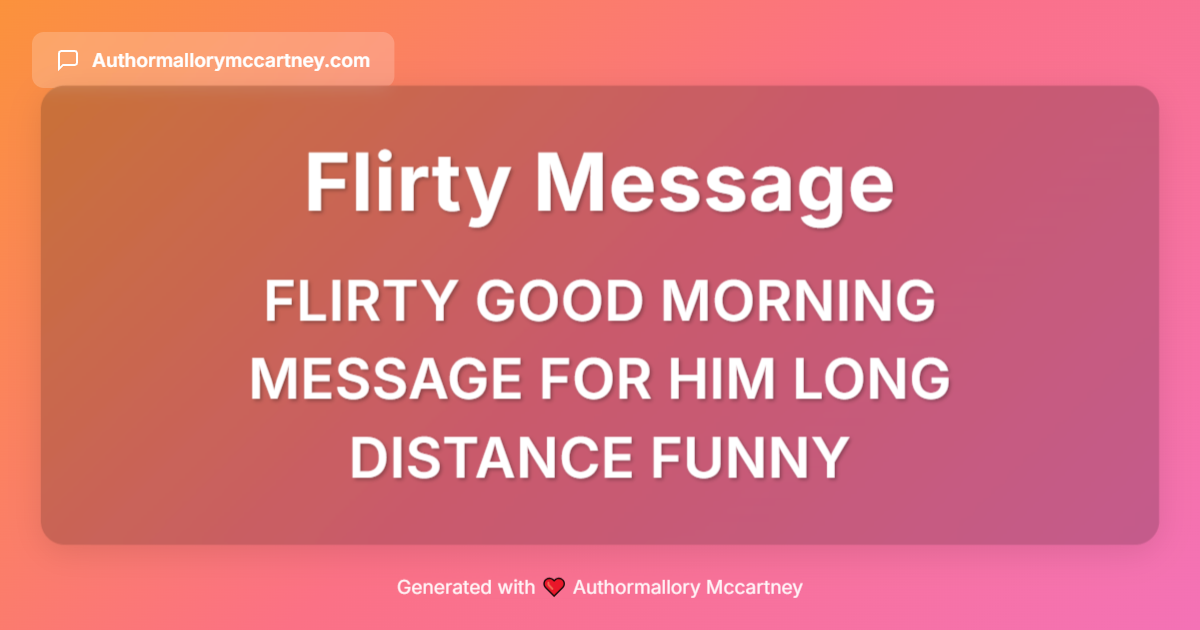 Authormallorymccartney.com
Flirty Message
FLIRTY GOOD MORNING
MESSAGE FOR HIM LONG
DISTANCE FUNNY
Generated with ❤️ Authormallory Mccartney